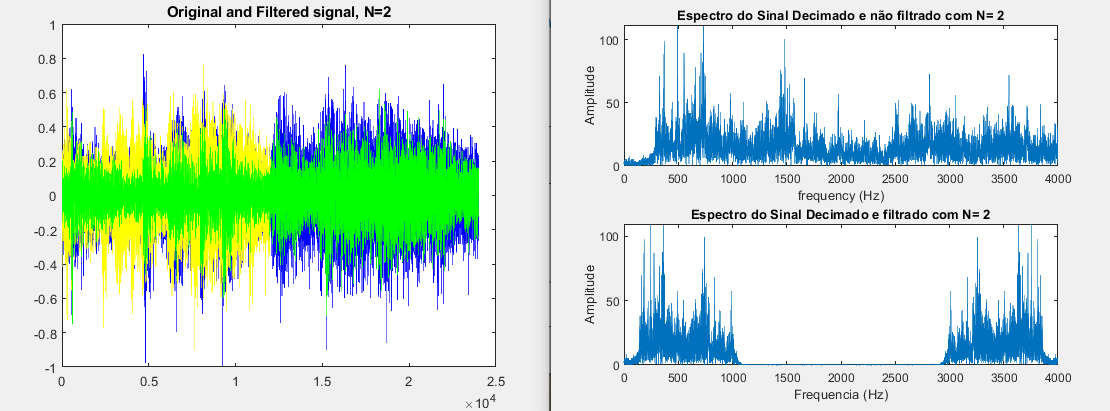 Original and Filtered signal, N=2
1
0.8
0.6
0.4
0.2
0
-0.2
-0.4
-0.6
-0.8
-1
0 0.5 1 1.5 2 2.5
×10⁴
Espectro do Sinal Decimado e não filtrado com N= 2
Amplitude
100
50
0
0 500 1000 1500 2000 2500 3000 3500 4000
frequency (Hz)
Espectro do Sinal Decimado e filtrado com N= 2
Amplitude
100
50
0
0 500 1000 1500 2000 2500 3000 3500 4000
Frequencia (Hz)